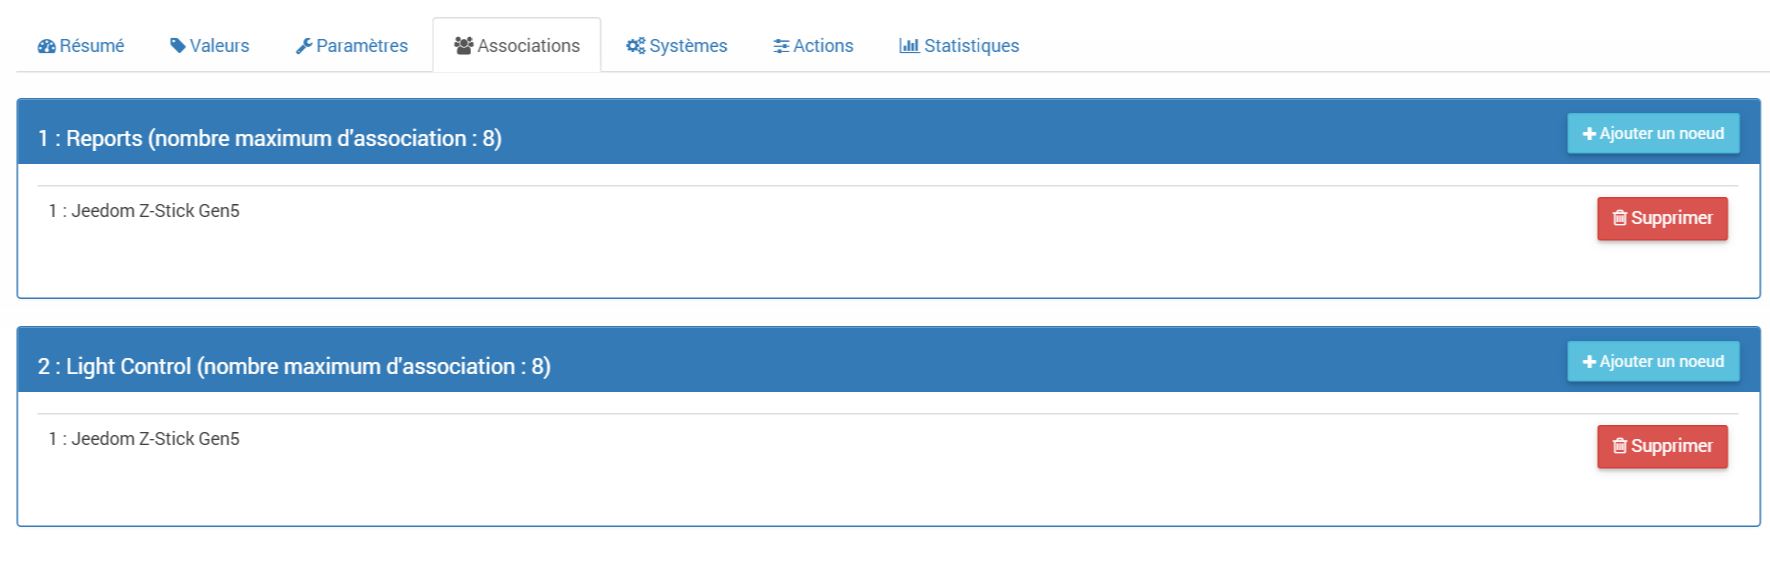 Résumé Valeurs Paramètres Associations Systèmes Actions Statistiques
1 : Reports (nombre maximum d'association : 8) Ajouter un noeud
1 : Jeedom Z-Stick Gen5 Supprimer
2 : Light Control (nombre maximum d'association : 8) Ajouter un noeud
1 : Jeedom Z-Stick Gen5 Supprimer